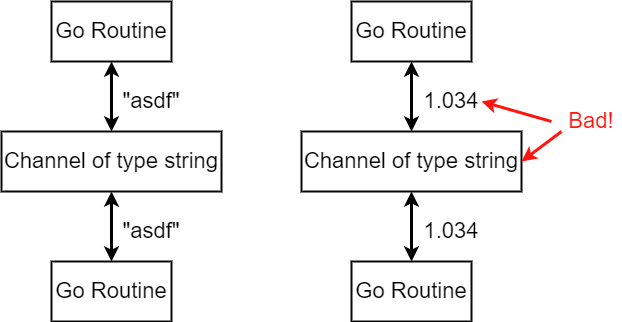 Go Routine
"asdf"
Channel of type string
"asdf"
Go Routine
Go Routine
1.034
Bad!
Channel of type string
1.034
Go Routine